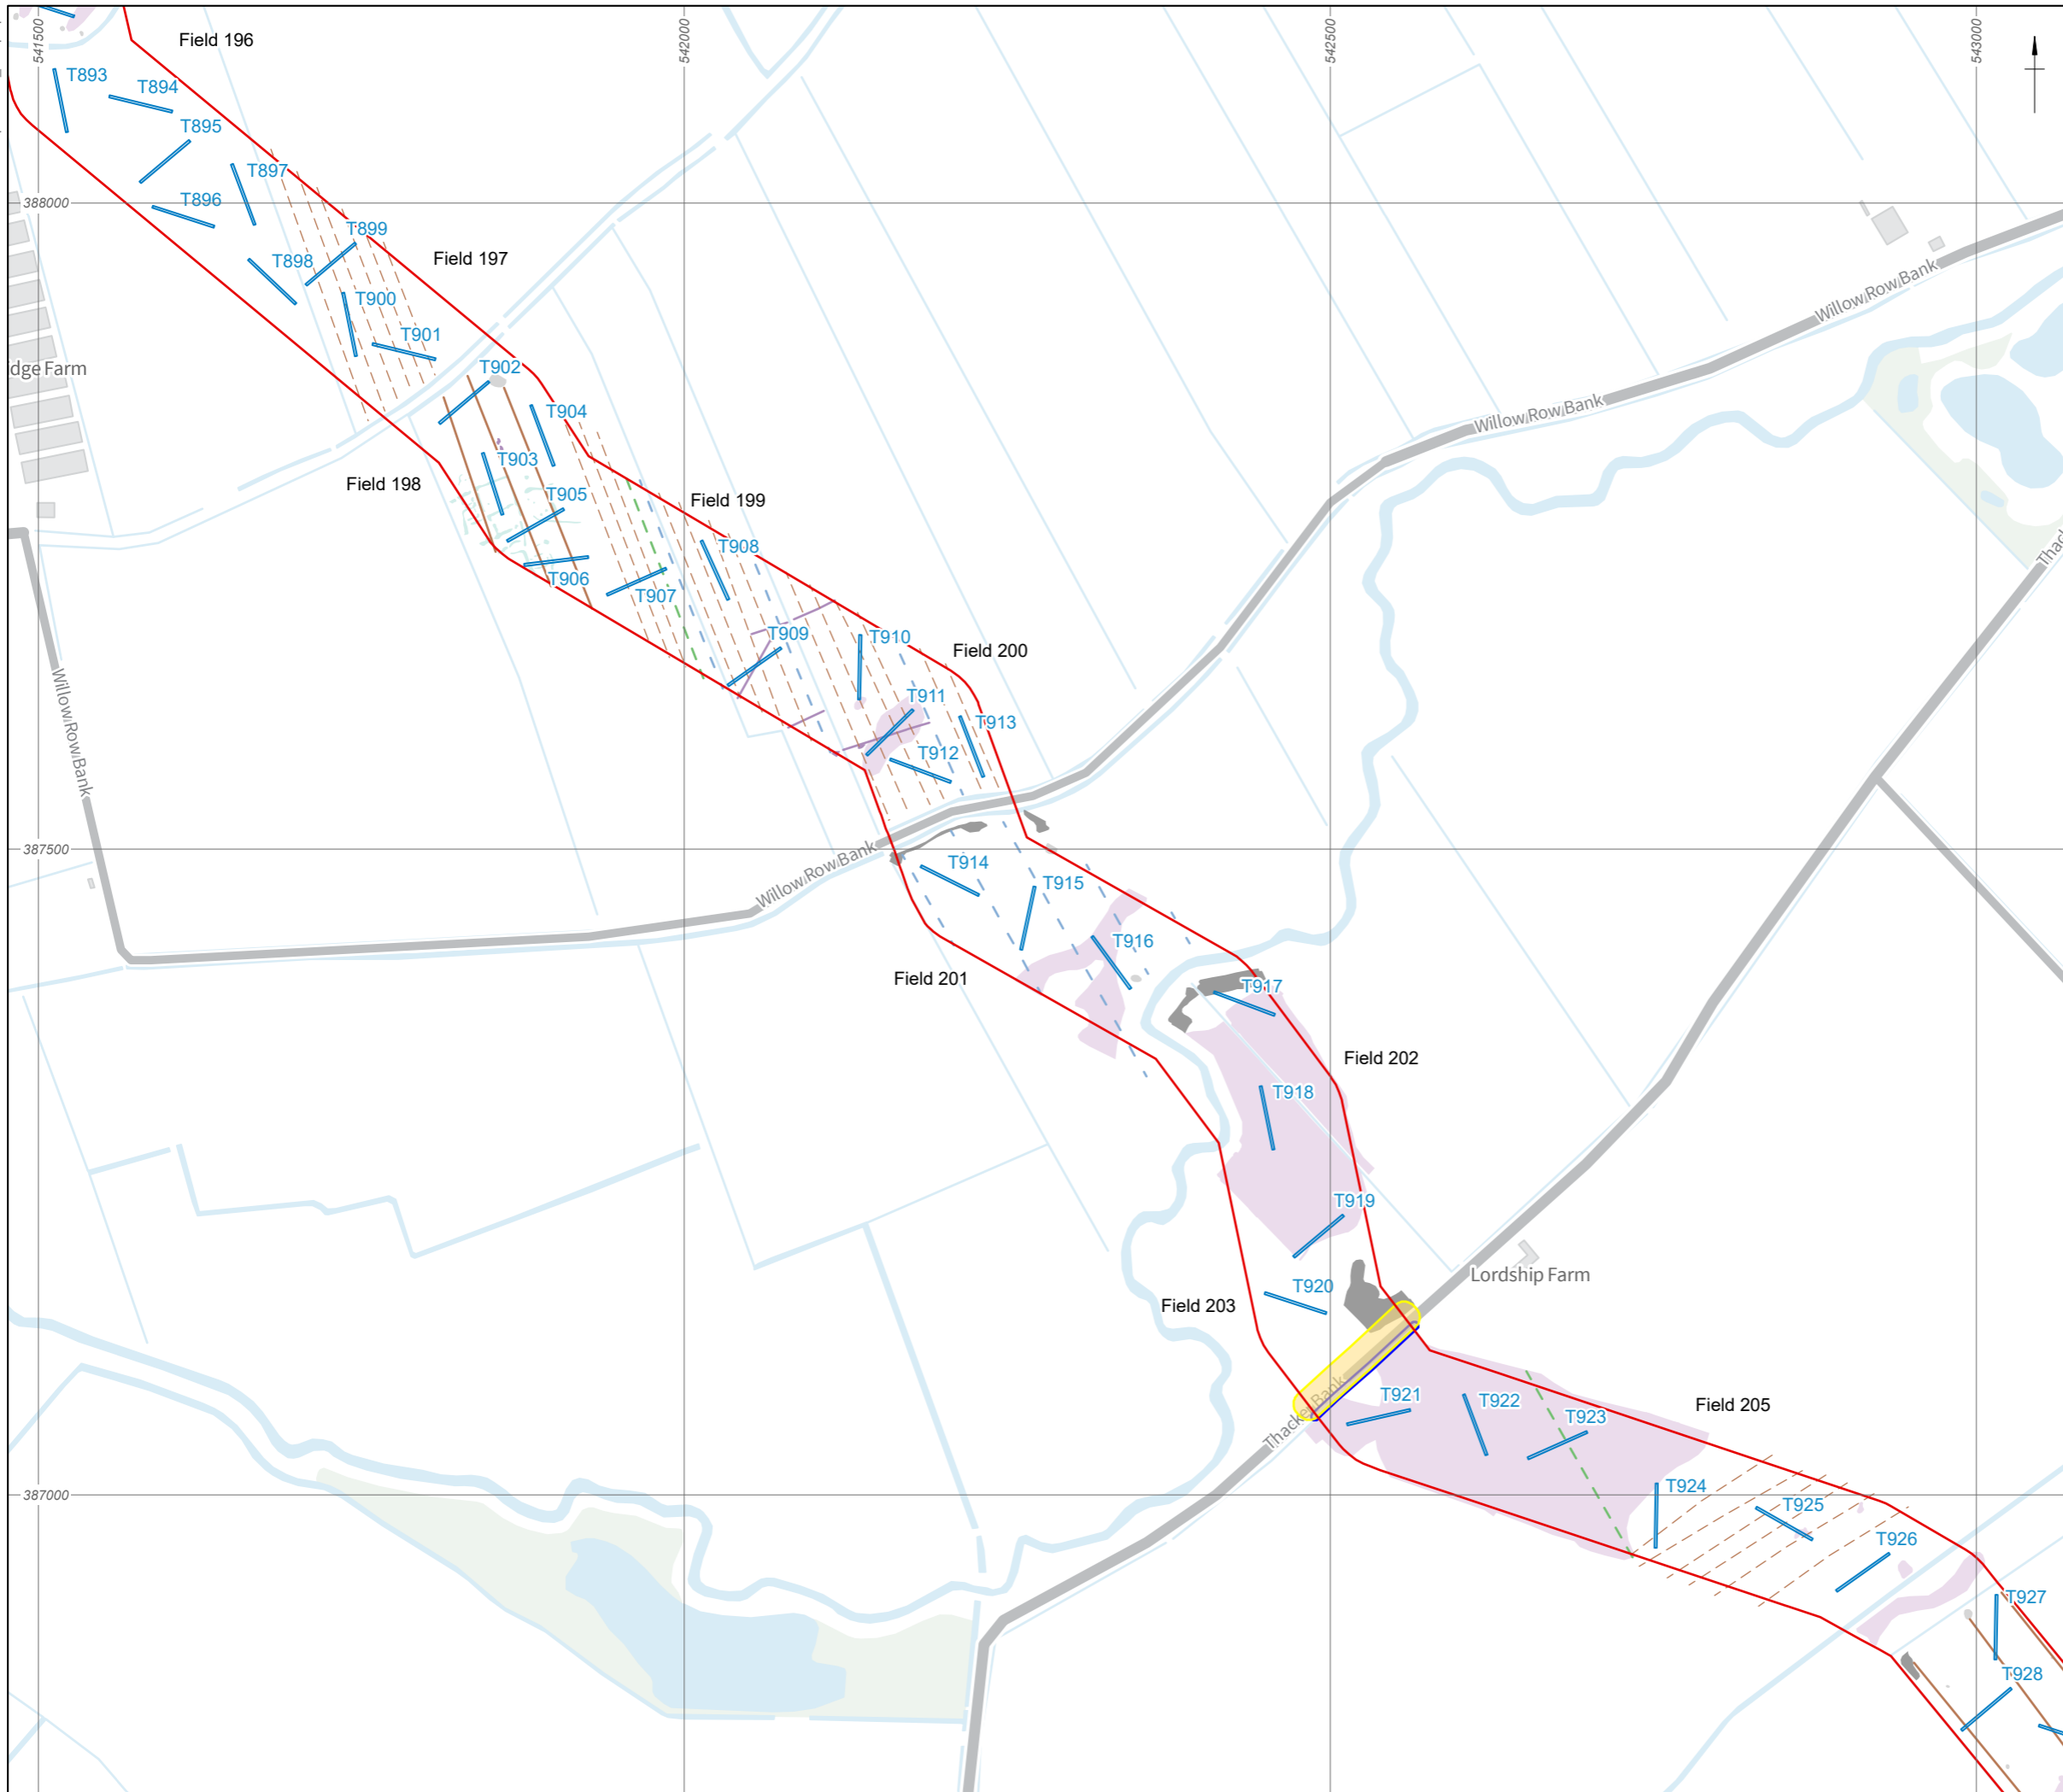 541500
542000
542500
543000
Field 196
T893
T894
T895
T897
T896
388000
T899
Field 197
T898
T900
T901
dge Farm
T902
T904
T903
Field 198
T905
Field 199
T906
T907
T908
T909
T910
Field 200
T911
T913
T912
Willow Row Bank
Willow Row Bank
Willow Row Bank
Thac
387500
Willow Row Bank
T914
T915
T916
Field 201
T917
Field 202
T918
T919
Lordship Farm
T920
Field 203
Thacker Bank
T921
T922
T923
Field 205
387000
T924
T925
T926
T927
T928